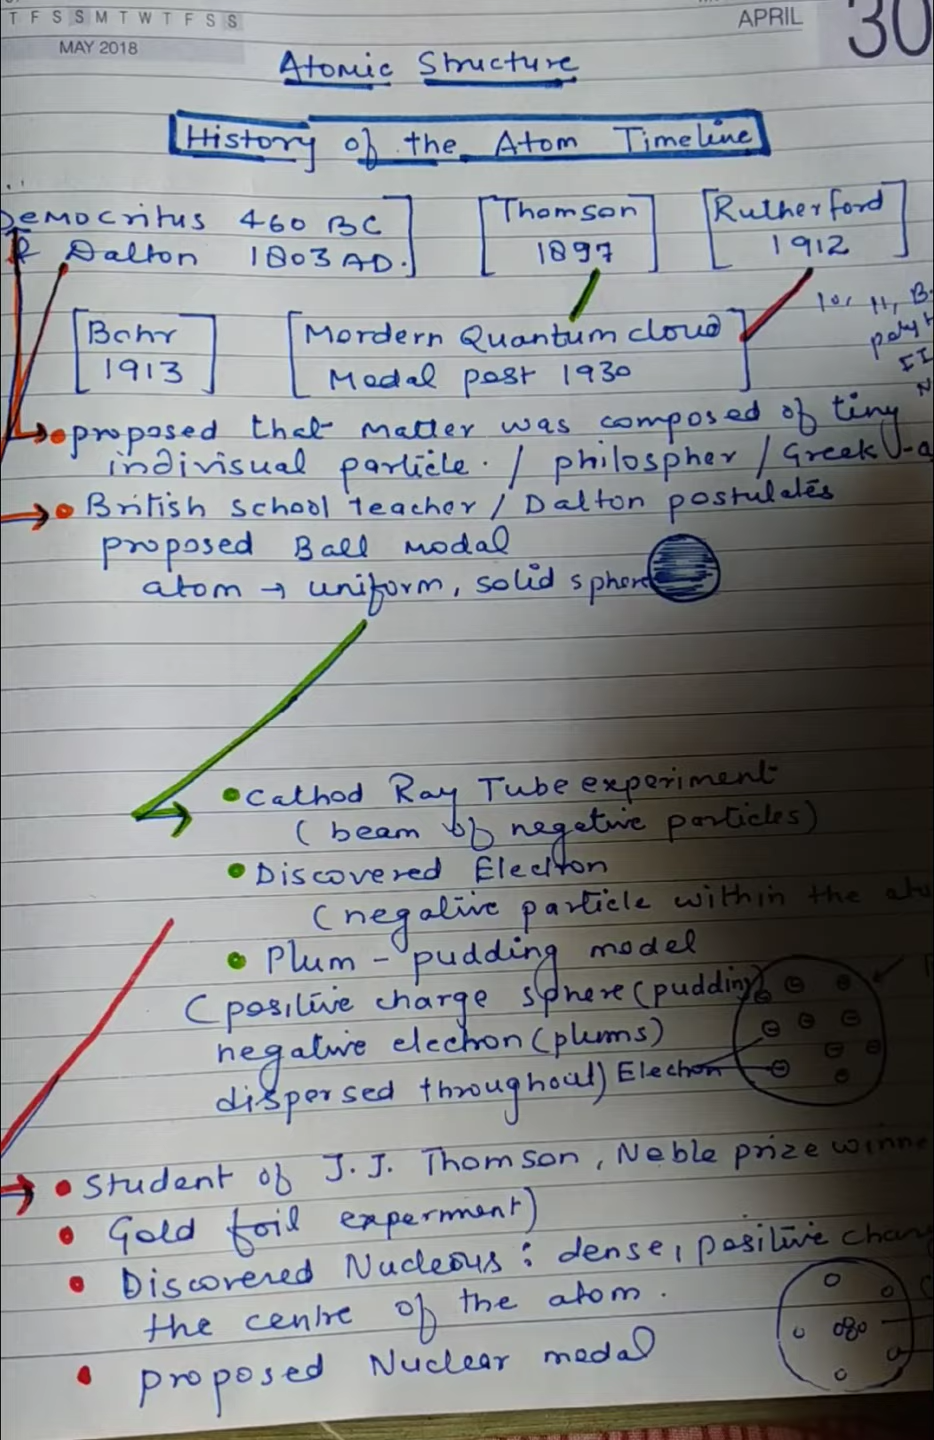 T F S S M T W T F S S
APRIL
30
MAY 2018
Atomic Structure
History of the Atom Timeline
Democritus 460 BC
& Dalton 1803 AD.
Thomson
1897
Rutherford
1912
10, 11, B.
Bohr
1913
Mordern Quantum cloud
Modal post 1930
proposed that matter was composed of tiny
indivisual particle. / philospher / Greek
British school teacher / Dalton postulates
proposed Ball modal
atom → uniform, solid sphere
Cathod Ray Tube experiment
(beam of negative particles)
Discovered Electron
(negative particle within the
Plum - pudding model
(positive charge sphere (pudding)
negative electron (plums)
dispersed throughout) Electron
Student of J.J. Thomson, Noble prize
Gold foil experment)
Discovered Nucleous : dense, positive
the centre of the atom.
proposed Nuclear modal